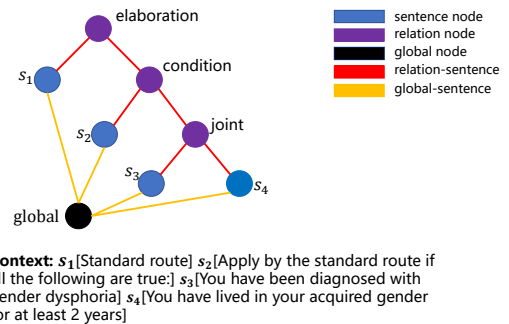 elaboration
sentence node
relation node
global node
relation-sentence
global-sentence
condition
s1
s2
joint
s3
s4
global
ontext: s1[Standard route] s2[Apply by the standard route if
ll the following are true:] s3[You have been diagnosed with
ender dysphoria] s4[You have lived in your acquired gender
or at least 2 years]